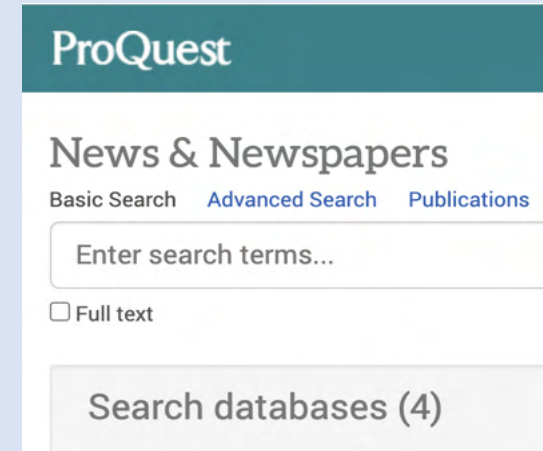 ProQuest
News & Newspapers
Basic Search Advanced Search Publications
Enter search terms...
Full text
Search databases (4)